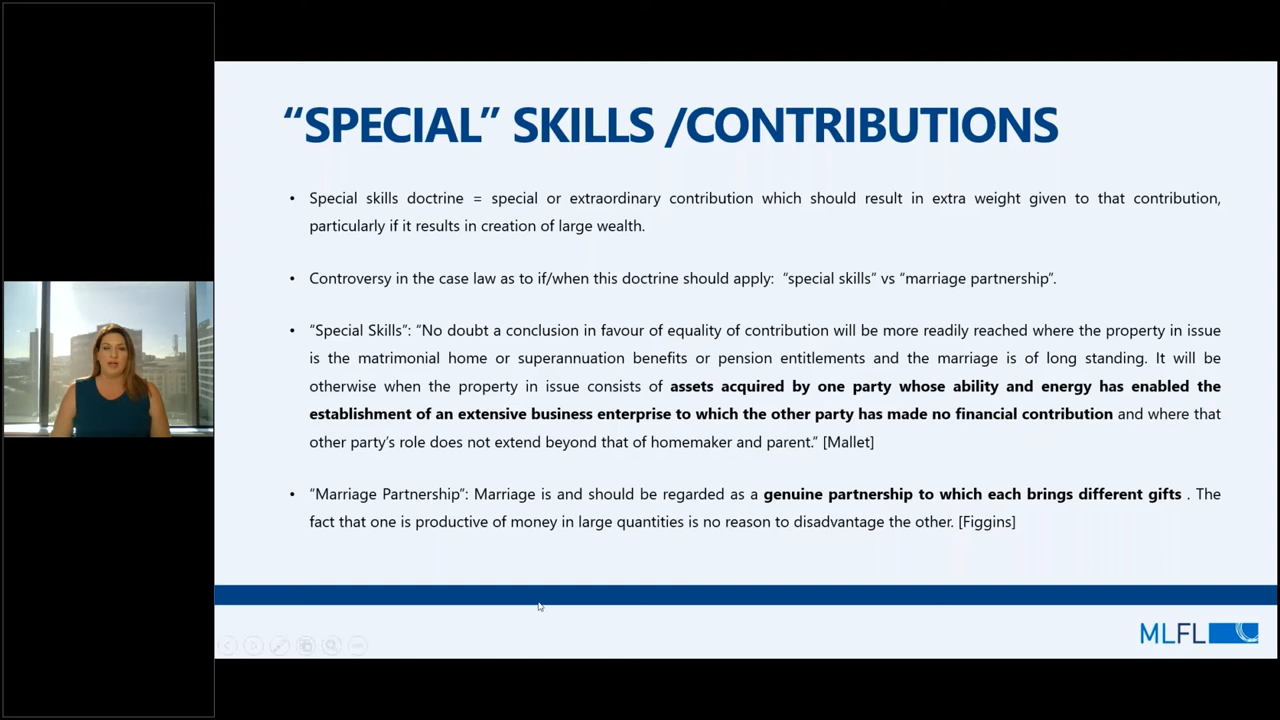 “SPECIAL” SKILLS /CONTRIBUTIONS
• Special skills doctrine = special or extraordinary contribution which should result in extra weight given to that contribution,
particularly if it results in creation of large wealth.
• Controversy in the case law as to if/when this doctrine should apply: “special skills” vs “marriage partnership”.
• “Special Skills”: “No doubt a conclusion in favour of equality of contribution will be more readily reached where the property in issue
is the matrimonial home or superannuation benefits or pension entitlements and the marriage is of long standing. It will be
otherwise when the property in issue consists of assets acquired by one party whose ability and energy has enabled the
establishment of an extensive business enterprise to which the other party has made no financial contribution and where that
other party’s role does not extend beyond that of homemaker and parent.” [Mallet]
• “Marriage Partnership”: Marriage is and should be regarded as a genuine partnership to which each brings different gifts . The
fact that one is productive of money in large quantities is no reason to disadvantage the other. [Figgins]
MLFL